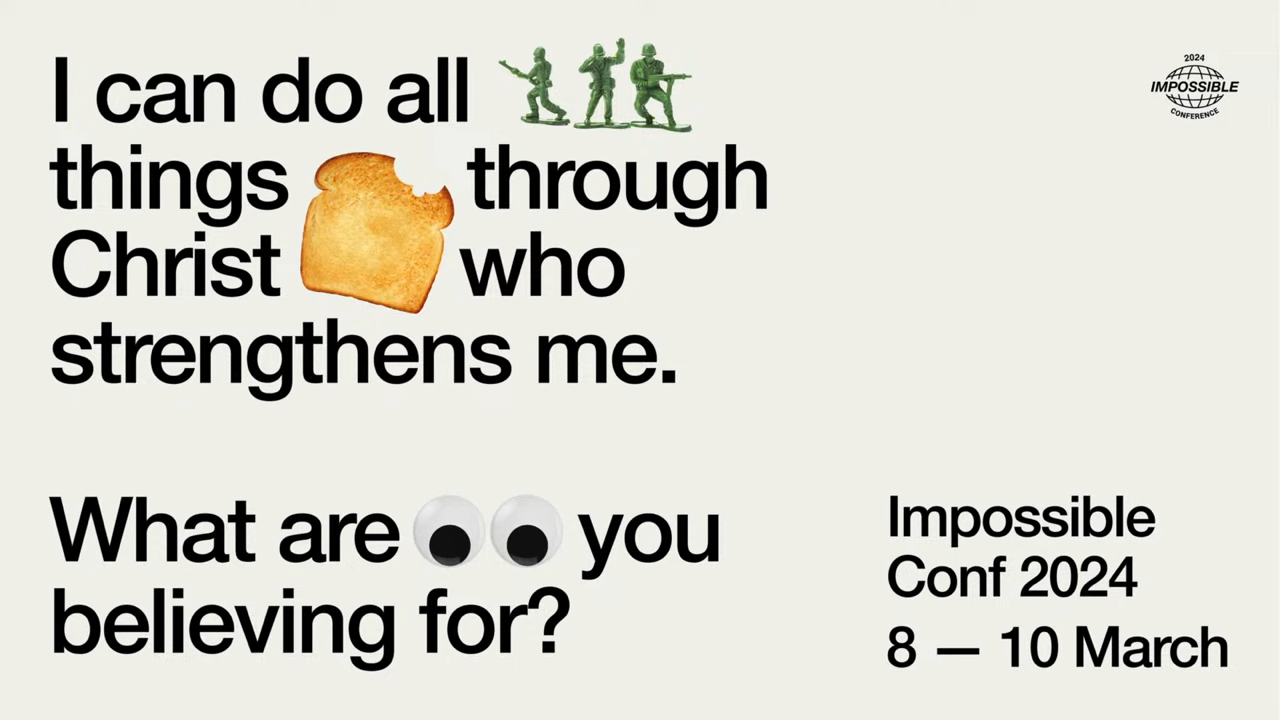 I can do all
things through
Christ who
strengthens me.
What are you
believing for?
2024
IMPOSSIBLE
CONFERENCE
Impossible
Conf 2024
8 — 10 March